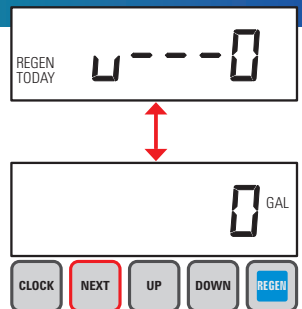 REGEN
TODAY
u---0
0 GAL
CLOCK NEXT UP DOWN REGEN